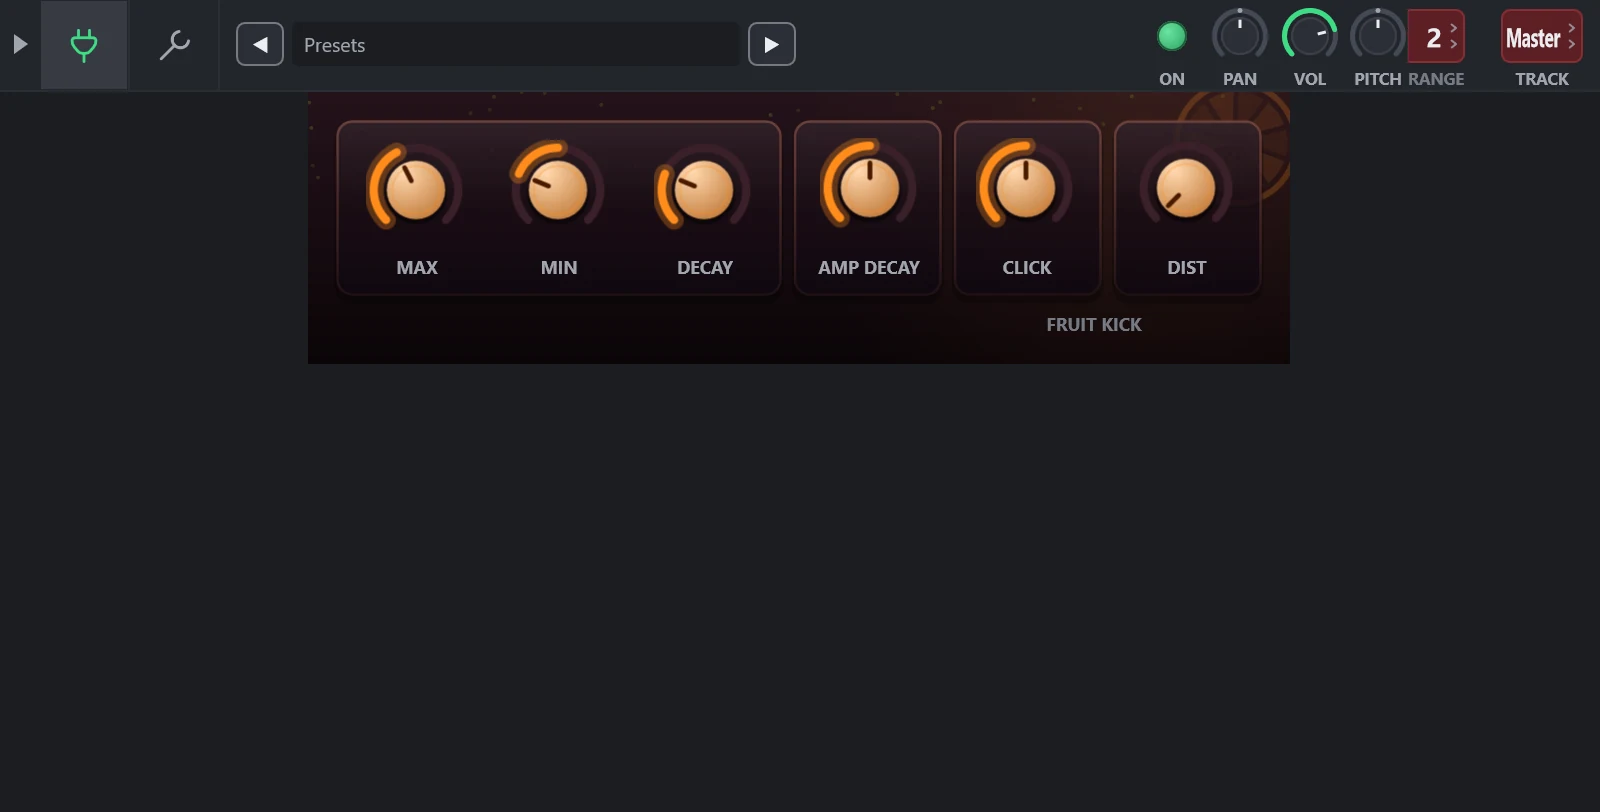 Presets
2
Master
ON PAN VOL PITCH RANGE TRACK
MAX MIN DECAY AMP DECAY CLICK DIST
FRUIT KICK